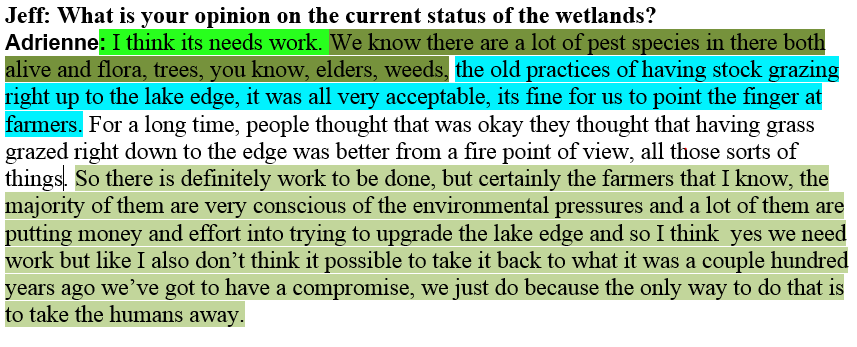 Jeff: What is your opinion on the current status of the wetlands?
Adrienne: I think its needs work. We know there are a lot of pest species in there both
alive and flora, trees, you know, elders, weeds, the old practices of having stock grazing
right up to the lake edge, it was all very acceptable, its fine for us to point the finger at
farmers. For a long time, people thought that was okay they thought that having grass
grazed right down to the edge was better from a fire point of view, all those sorts of
things. So there is definitely work to be done, but certainly the farmers that I know, the
majority of them are very conscious of the environmental pressures and a lot of them are
putting money and effort into trying to upgrade the lake edge and so I think  yes we need
work but like I also don’t think it possible to take it back to what it was a couple hundred
years ago we’ve got to have a compromise, we just do because the only way to do that is
to take the humans away.